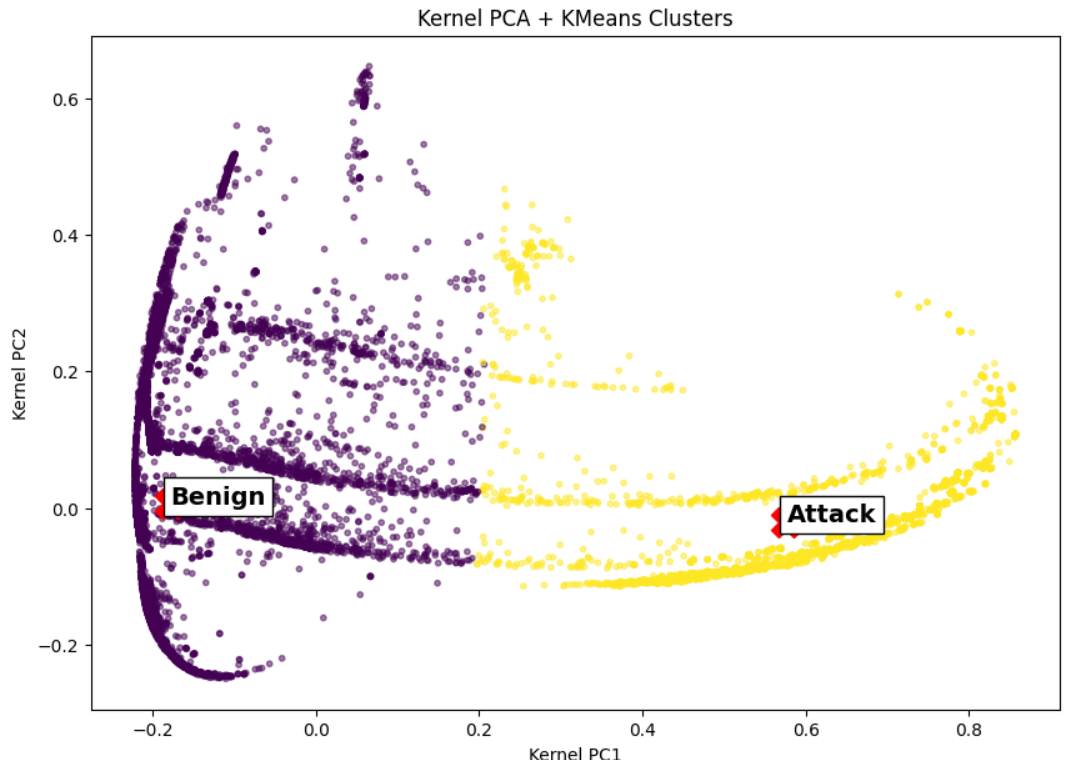 Kernel PCA + KMeans Clusters
Kernel PC2
0.6
0.4
0.2
0.0
−0.2
Benign
Attack
−0.2 0.0 0.2 0.4 0.6 0.8
Kernel PC1